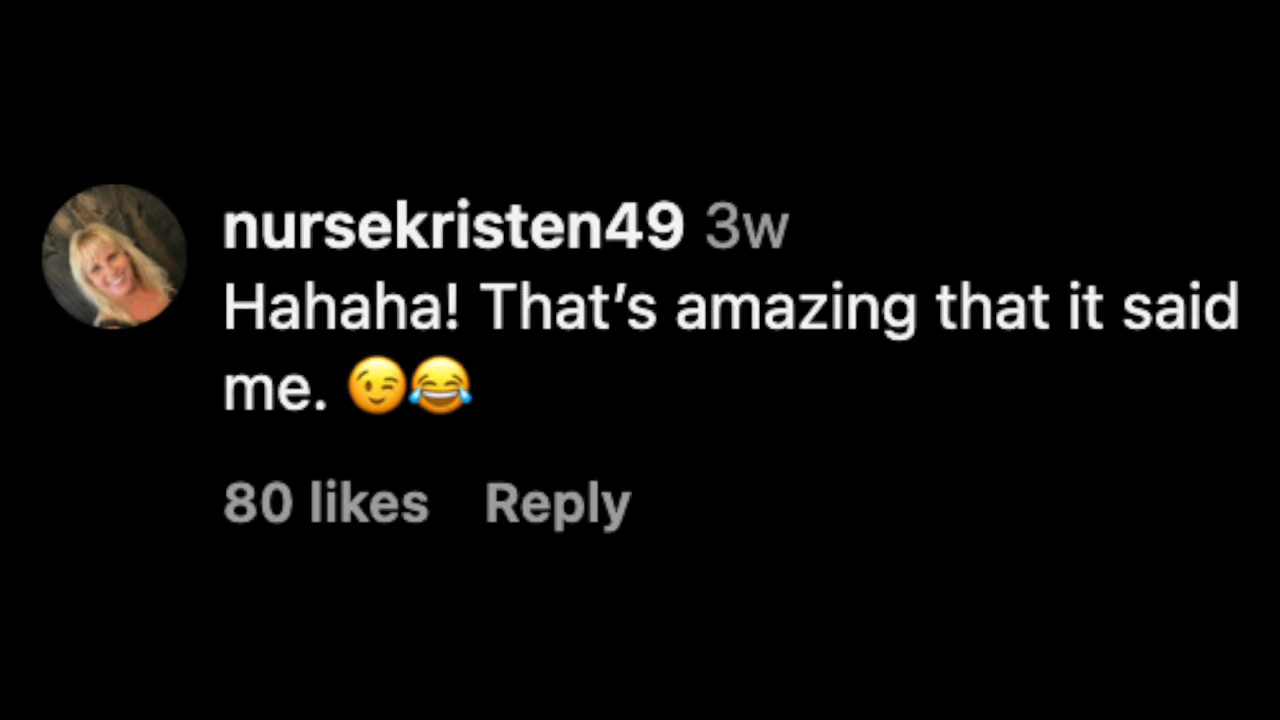 nursekristen49 3w
Hahaha! That’s amazing that it said
me. 😉😂
80 likes Reply